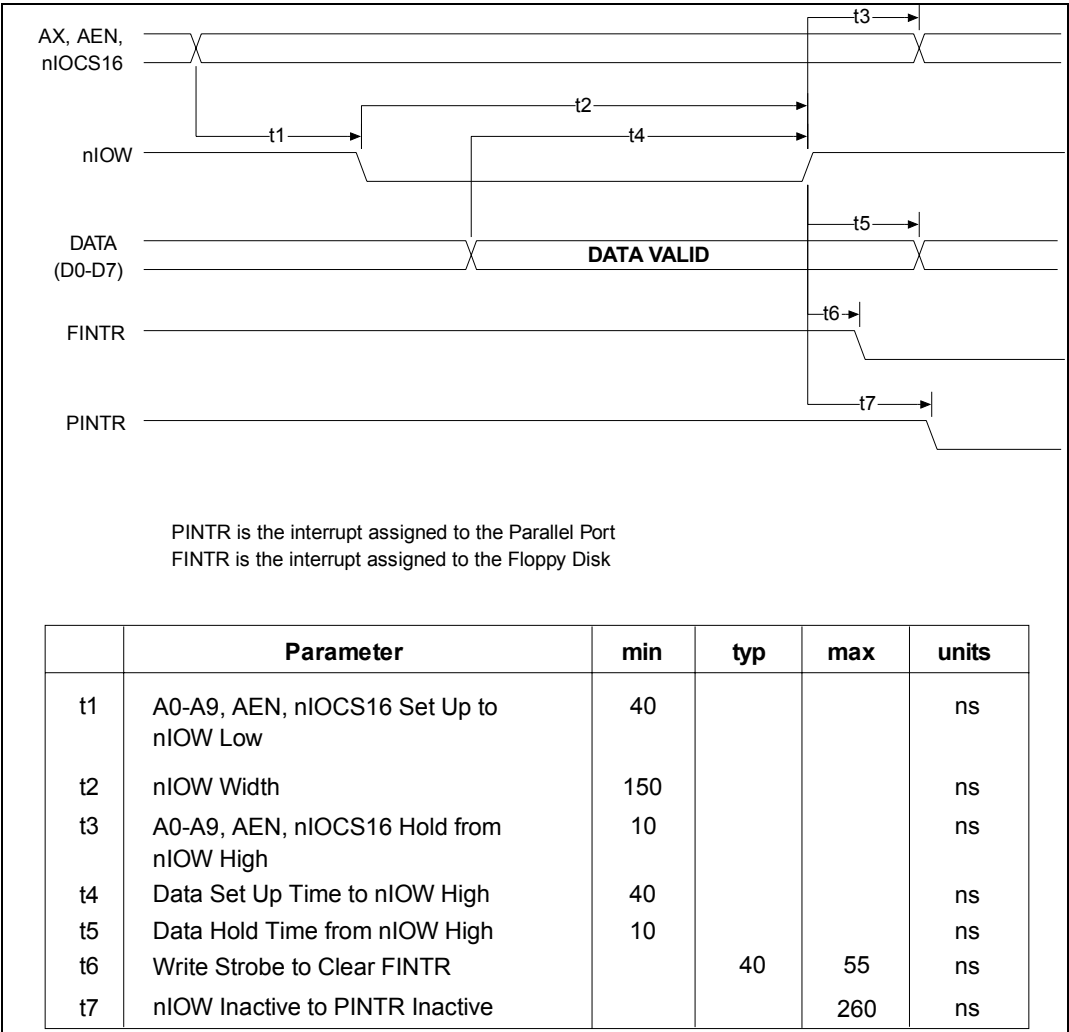 t3
AX, AEN,
nIOCS16
t2
t1
t4
nIOW
t5
DATA
(D0-D7)
DATA VALID
t6
FINTR
t7
PINTR
PINTR is the interrupt assigned to the Parallel Port
FINTR is the interrupt assigned to the Floppy Disk
Parameter min typ max units
t1 A0-A9, AEN, nIOCS16 Set Up to 40 ns
nIOW Low
t2 nIOW Width 150 ns
t3 A0-A9, AEN, nIOCS16 Hold from 10 ns
nIOW High
t4 Data Set Up Time to nIOW High 40 ns
t5 Data Hold Time from nIOW High 10 ns
t6 Write Strobe to Clear FINTR 40 55 ns
t7 nIOW Inactive to PINTR Inactive 260 ns